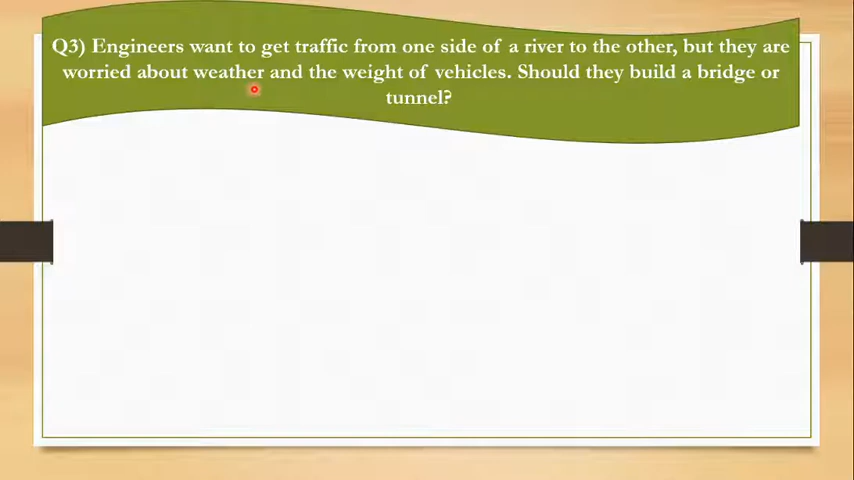 Q3) Engineers want to get traffic from one side of a river to the other, but they are
worried about weather and the weight of vehicles. Should they build a bridge or
tunnel?